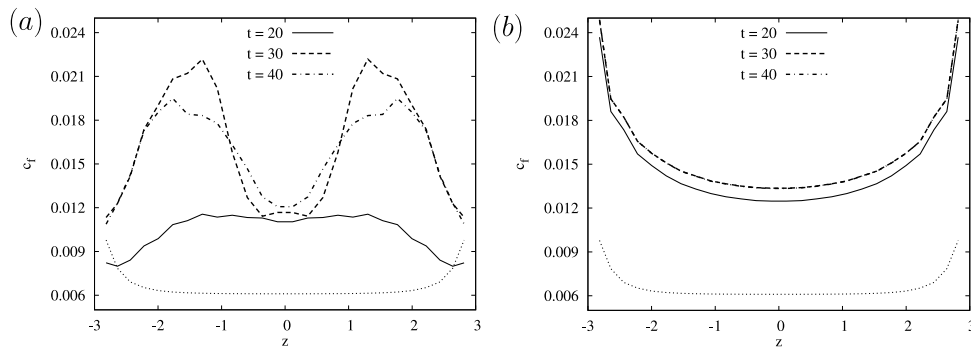 (a)
0.024
0.021
0.018
0.015
0.012
0.009
0.006
c_f
t = 20
t = 30
t = 40
-3 -2 -1 0 1 2 3
z
(b)
0.024
0.021
0.018
0.015
0.012
0.009
0.006
c_f
t = 20
t = 30
t = 40
-3 -2 -1 0 1 2 3
z